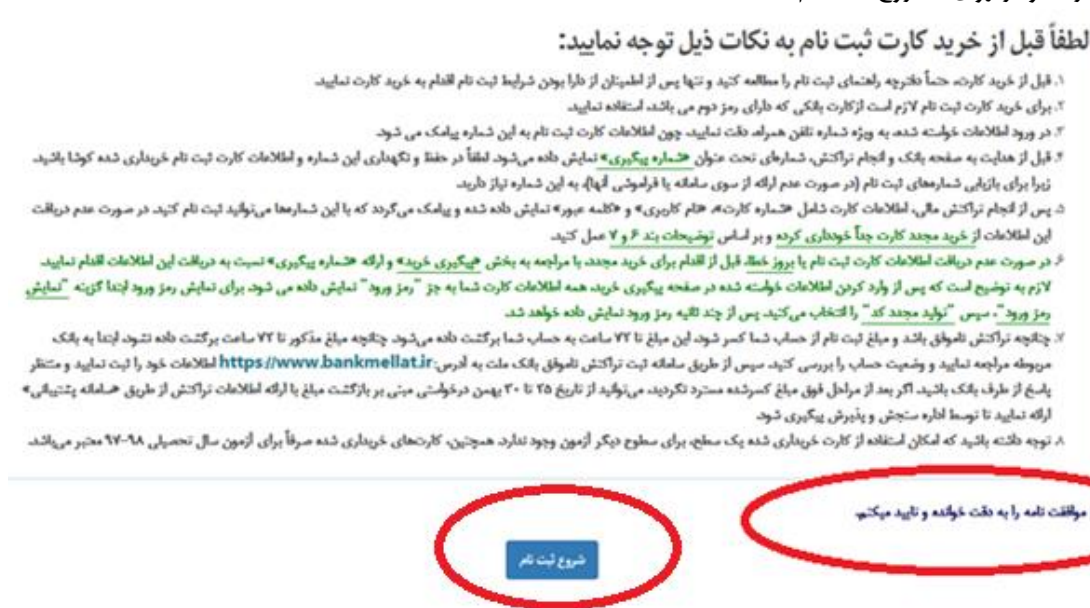 لطفاً قبل از خرید کارت ثبت نام به نکات ذیل توجه نمایید:
۱. قبل از خرید کارت، حتماً دفترچه راهنمای ثبت نام را مطالعه کنید و تنها پس از اطمینان از دارا بودن شرایط ثبت نام اقدام به خرید کارت نمایید.
۲. برای خرید کارت ثبت نام لازم است ازکارت بانکی که دارای رمز دوم می باشد، استفاده نمایید.
۳. در ورود اطلاعات خواسته شده، به ویژه شماره تلفن همراه، دقت نمایید، چون اطلاعات کارت ثبت نام به این شماره پیامک می شود.
۴. قبل از هدایت به صفحه بانک و انجام تراکنش، شماره‌ای تحت عنوان «شماره پیگیری» نمایش داده می‌شود. لطفاً در حفظ و نگهداری این شماره و اطلاعات کارت ثبت نام خریداری شده کوشا باشید.
زیرا برای بازیابی شماره‌های ثبت نام (در صورت عدم ارائه از سوی سامانه یا فراموشی آنها)، به این شماره نیاز دارید.
۵. پس از انجام تراکنش مالی، اطلاعات کارت شامل «شماره کارت»، «نام کاربری» و «کلمه عبور» نمایش داده شده و پیامک می گردد که با این شماره‌ها می‌توانید ثبت نام کنید. در صورت عدم دریافت
این اطلاعات از خرید مجدد کارت جداً خودداری کرده و بر اساس توضیحات بند ۶ و ۷ عمل کنید.
۶. در صورت عدم دریافت اطلاعات کارت ثبت نام یا بروز خطا، قبل از اقدام برای خرید مجدد، با مراجعه به بخش «پیگیری خرید» و ارائه «شماره پیگیری» نسبت به دریافت این اطلاعات اقدام نمایید.
لازم به توضیح است که پس از وارد کردن اطلاعات خواسته شده در صفحه پیگیری خرید، همه اطلاعات کارت شما به جز "رمز ورود" نمایش داده می شود. برای نمایش رمز ورود ابتدا گزینه "نمایش
رمز ورود"، سپس "تولید مجدد کد" را انتخاب می‌کنید. پس از چند ثانیه رمز ورود نمایش داده خواهد شد.
۷. چنانچه تراکنش ناموفق باشد و مبلغ ثبت نام از حساب شما کسر شود، این مبلغ تا ۷۲ ساعت به حساب شما برگشت داده می‌شود. چنانچه مبلغ مذکور تا ۷۲ ساعت برگشت داده نشود، ابتدا به بانک
مربوطه مراجعه نمایید و وضعیت حساب را بررسی کنید. سپس از طریق سامانه ثبت تراکنش ناموفق بانک ملت به آدرس: https://www.bankmellat.ir اطلاعات خود را ثبت نمایید و منتظر
پاسخ از طرف بانک باشید. اگر بعد از مراحل فوق مبلغ کسرشده مسترد نگردید، می‌توانید از تاریخ ۲۵ تا ۳۰ بهمن درخواستی مبنی بر بازگشت مبلغ با ارائه اطلاعات تراکنش از طریق «سامانه پشتیبانی»
ارائه نمایید تا توسط اداره سنجش و پذیرش پیگیری شود.
۸. توجه داشته باشید که امکان استفاده از کارت خریداری شده یک سطح، برای سطوح دیگر آزمون وجود ندارد. همچنین، کارت‌های خریداری شده صرفاً برای آزمون سال تحصیلی ۹۸-۹۷ معتبر می‌باشد.
موافقت نامه را به دقت خوانده و تایید میکنم.
شروع ثبت نام